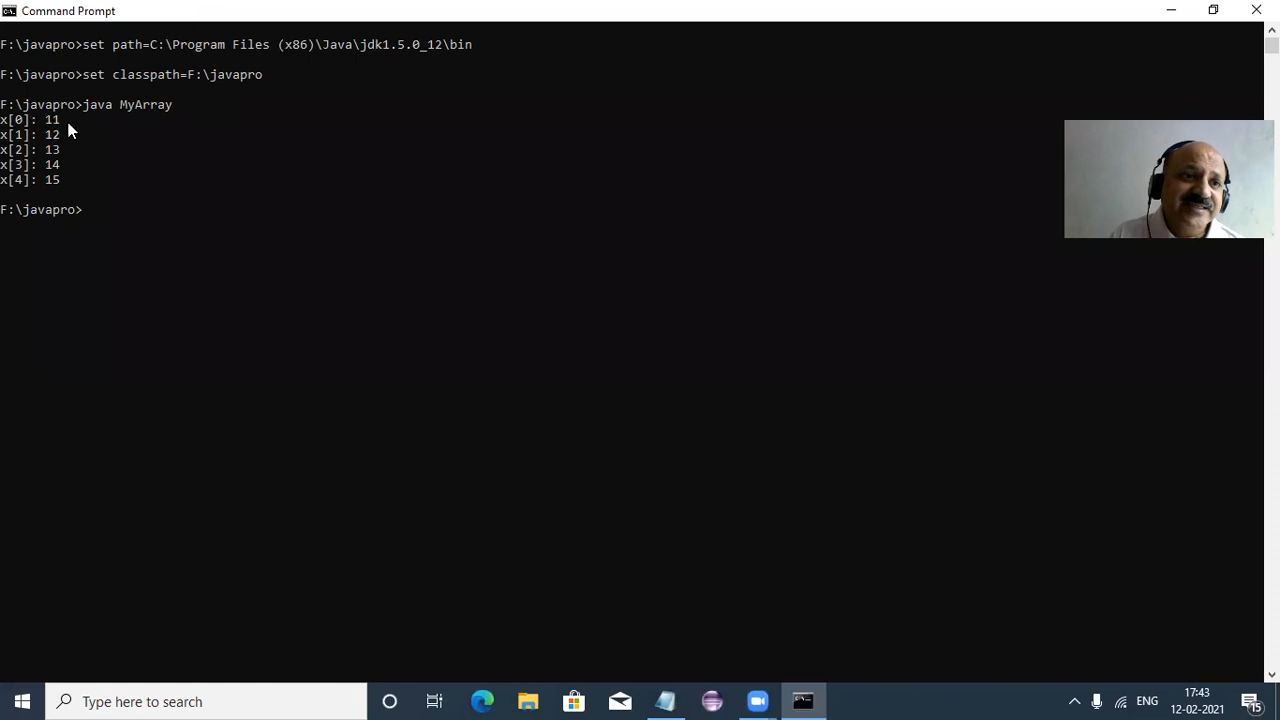 Command Prompt
F:\javapro>set path=C:\Program Files (x86)\Java\jdk1.5.0_12\bin
F:\javapro>set classpath=F:\javapro
F:\javapro>java MyArray
x[0]: 11
x[1]: 12
x[2]: 13
x[3]: 14
x[4]: 15
F:\javapro>
Type here to search
ENG
17:43
12-02-2021
15